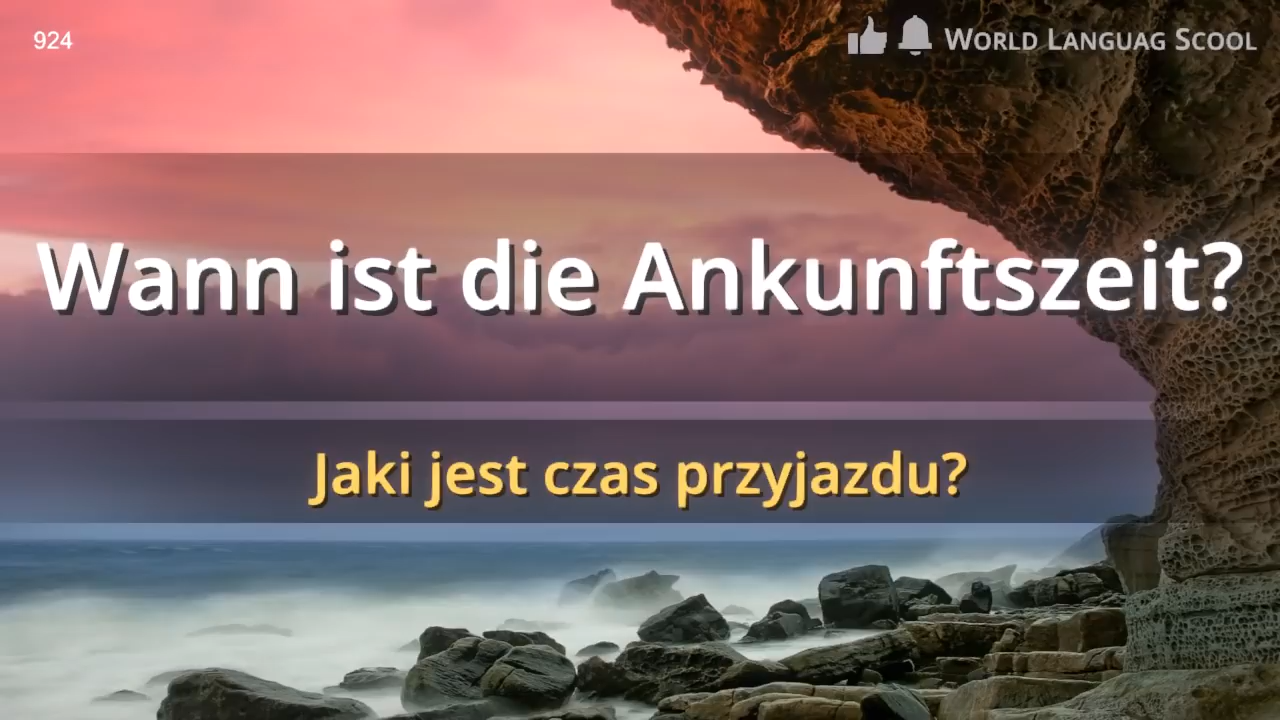 924
World Languag Scool
Wann ist die Ankunftszeit?
Jaki jest czas przyjazdu?